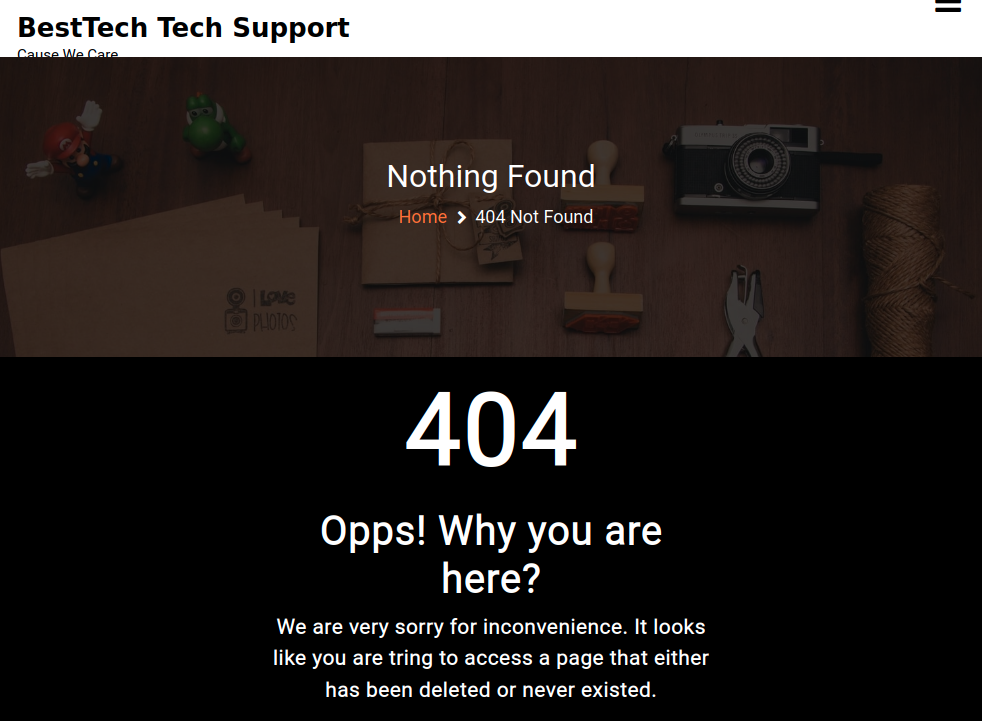 BestTech Tech Support
Cause We Care
Nothing Found
Home > 404 Not Found
I Love
PHOTOS
404
Opps! Why you are
here?
We are very sorry for inconvenience. It looks
like you are tring to access a page that either
has been deleted or never existed.